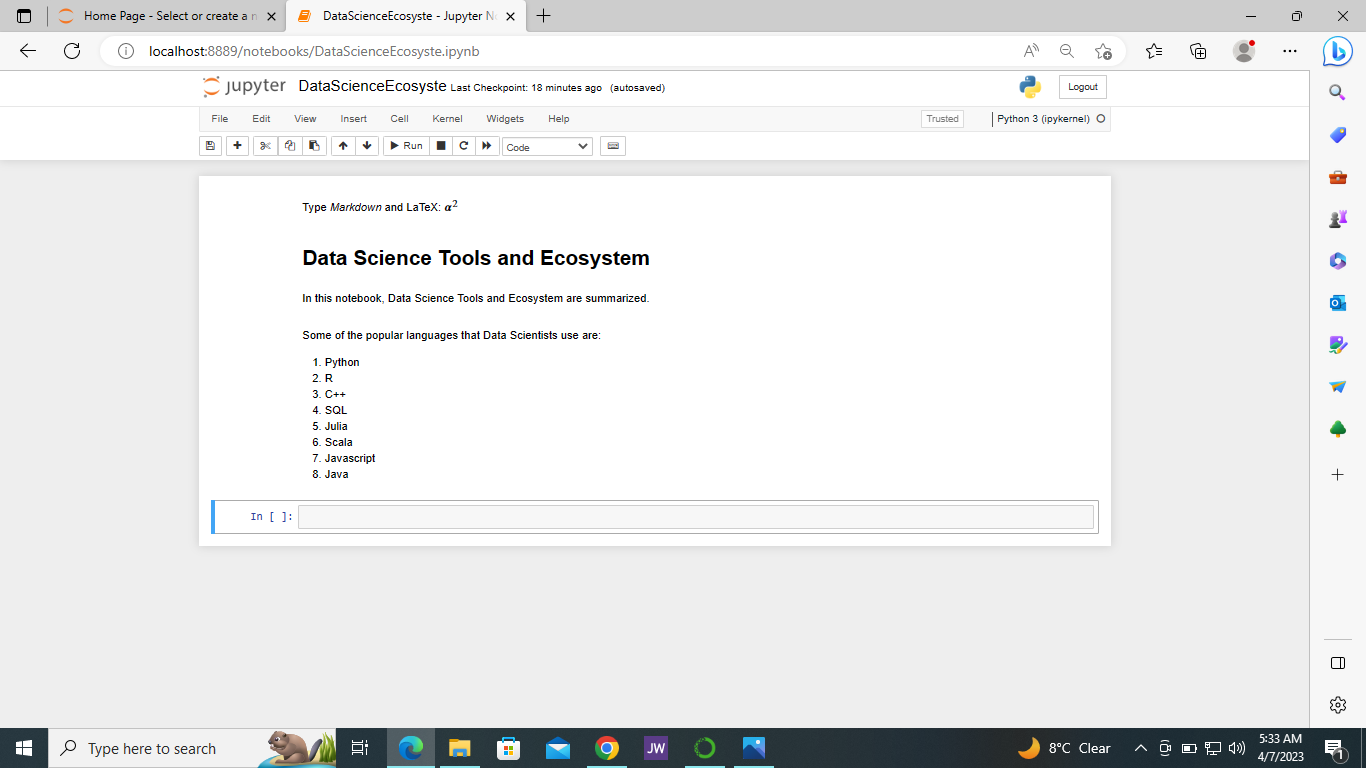 Home Page - Select or create a n
DataScienceEcosyste - Jupyter No
localhost:8889/notebooks/DataScienceEcosyste.ipynb
jupyter DataScienceEcosyste Last Checkpoint: 18 minutes ago (autosaved)
Logout
File Edit View Insert Cell Kernel Widgets Help
Trusted Python 3 (ipykernel)
Run Code
Type Markdown and LaTeX: α²
Data Science Tools and Ecosystem
In this notebook, Data Science Tools and Ecosystem are summarized.
Some of the popular languages that Data Scientists use are:
1. Python
2. R
3. C++
4. SQL
5. Julia
6. Scala
7. Javascript
8. Java
In [ ]:
Type here to search
JW
8°C Clear
5:33 AM
4/7/2023
1